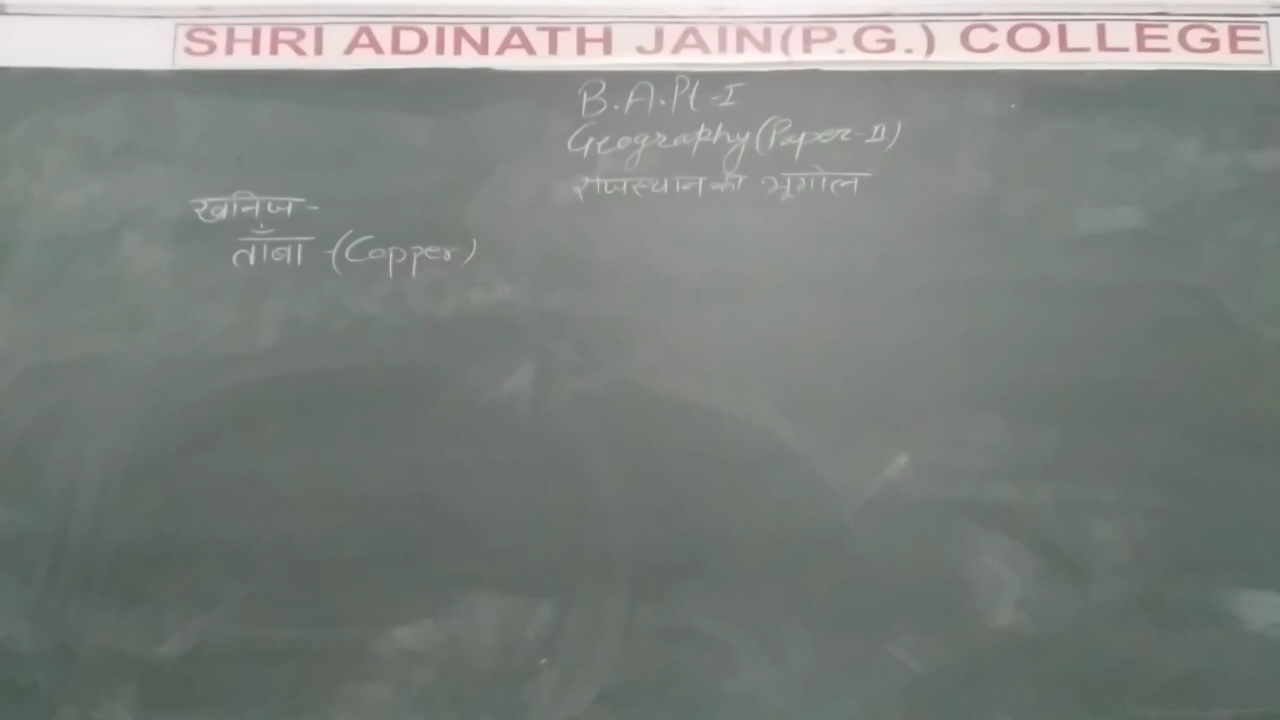 SHRI ADINATH JAIN(P.G.) COLLEGE
B.A.Pt-I
Geography(Paper-II)
राजस्थान का भूगोल
खनिज-
ताँबा-(Copper)